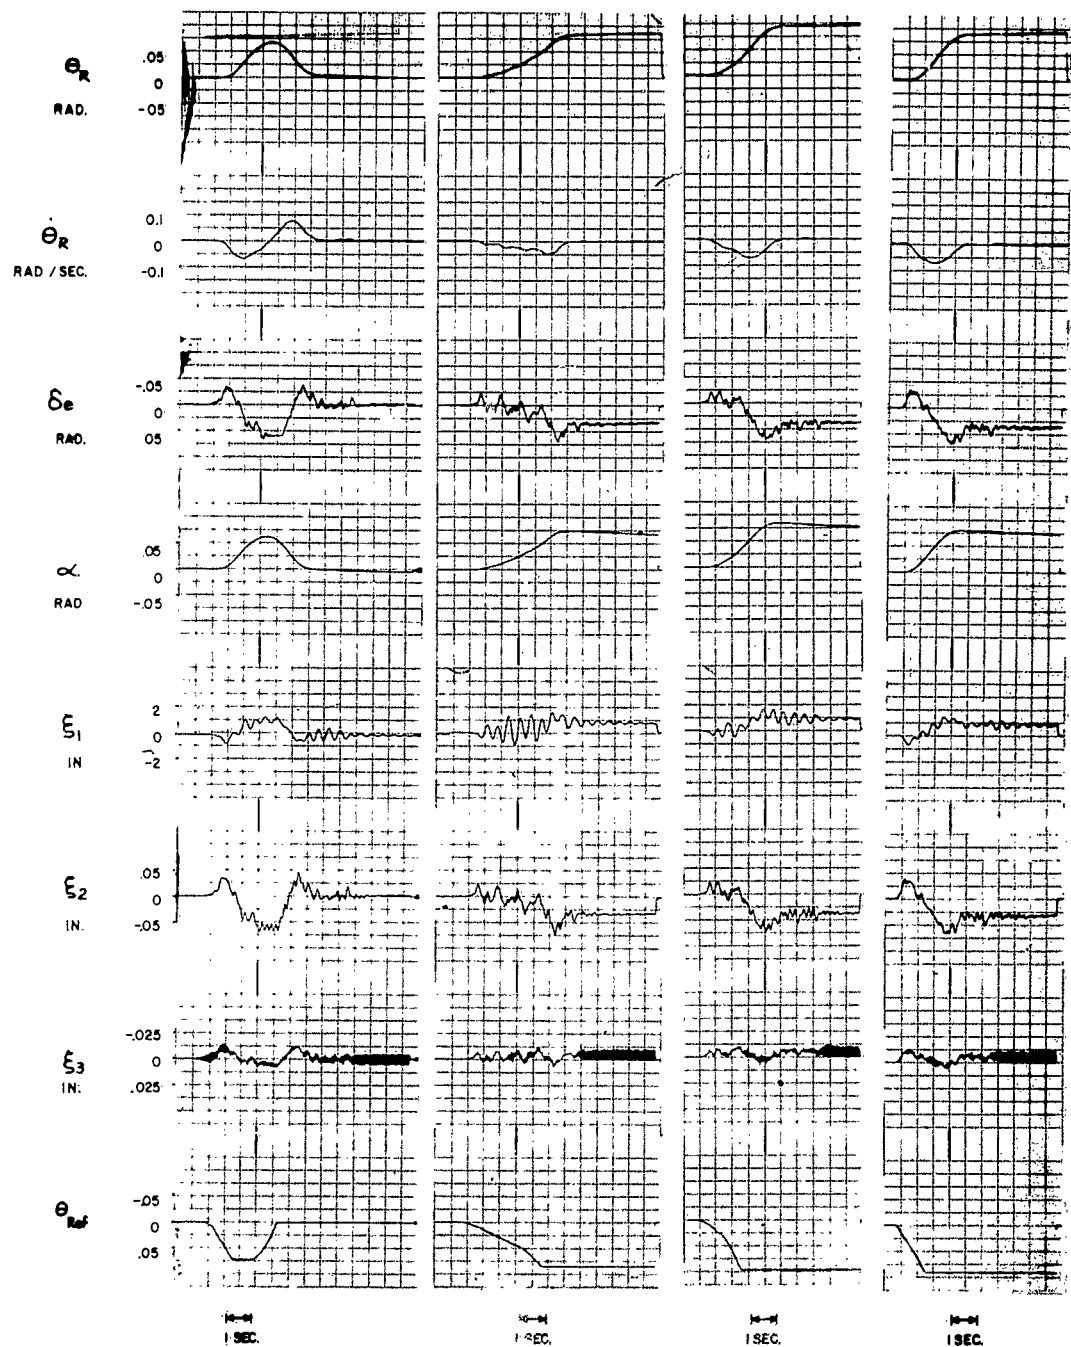 .05
θR 0
RAD. -.05
0.1
θ̇R 0
RAD /SEC. -0.1
-.05
δe 0
RAD. .05
.05
α. 0
RAD -.05
2
ξ1 0
IN -2
.05
ξ2 0
IN. -.05
-.025
ξ3 0
IN. .025
-.05
θRef 0
.05
1 SEC. 1 SEC. 1 SEC. 1 SEC.